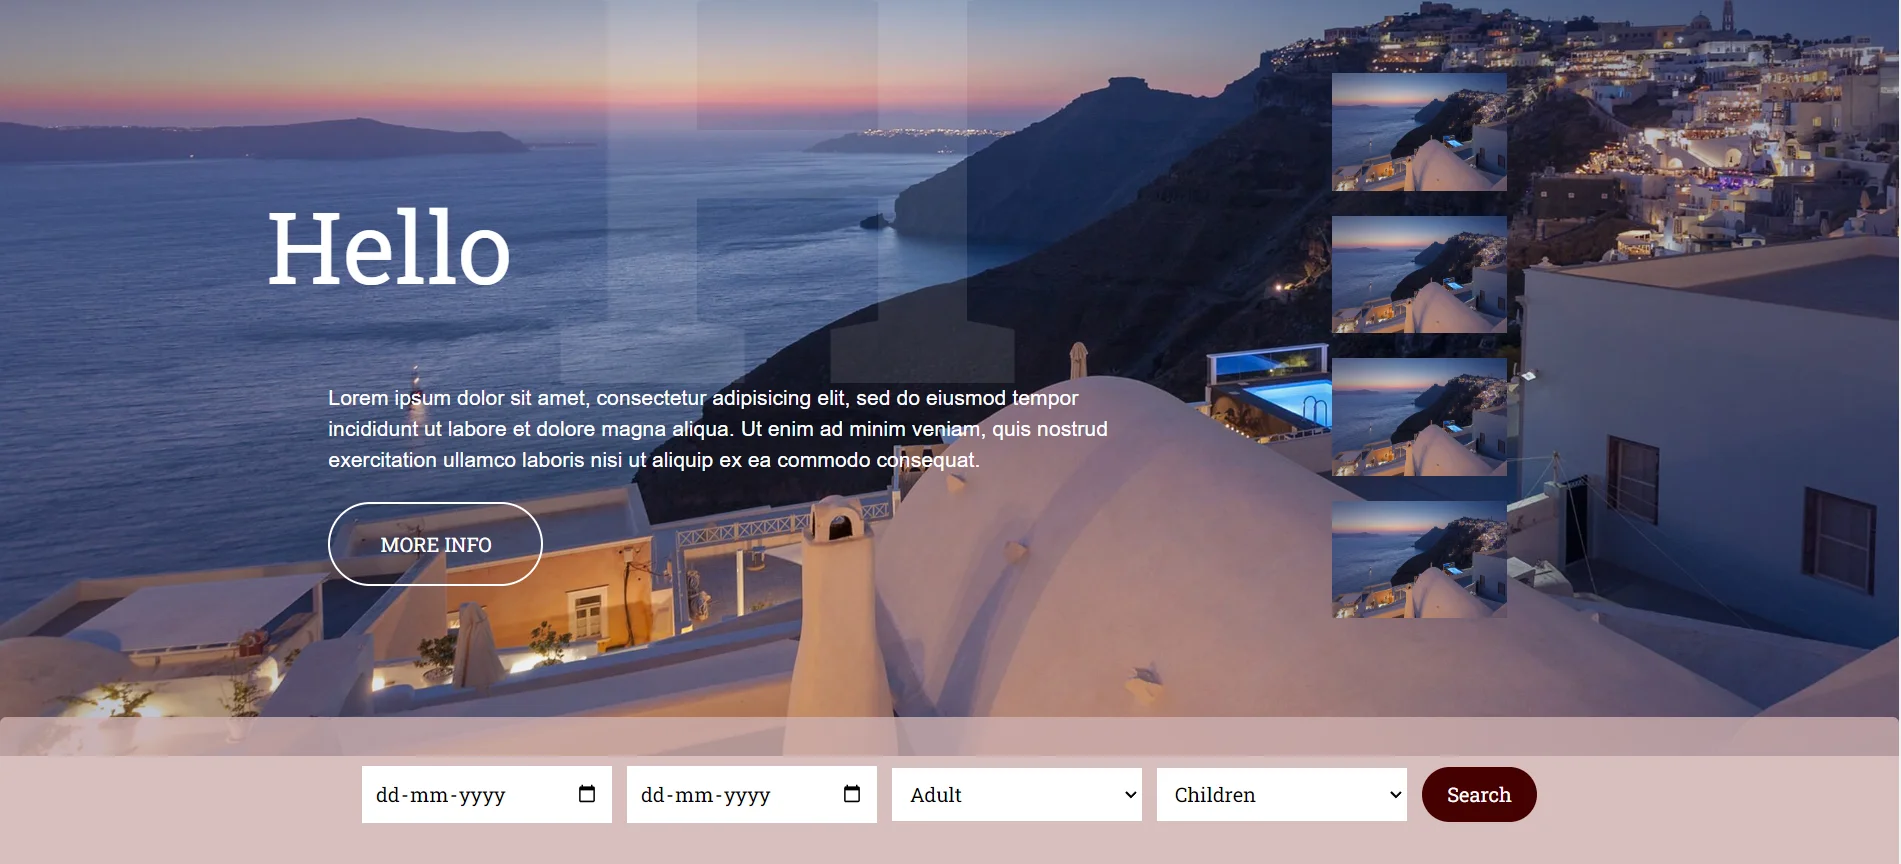 H
Hello
Lorem ipsum dolor sit amet, consectetur adipisicing elit, sed do eiusmod tempor
incididunt ut labore et dolore magna aliqua. Ut enim ad minim veniam, quis nostrud
exercitation ullamco laboris nisi ut aliquip ex ea commodo consequat.
MORE INFO
dd-mm-yyyy dd-mm-yyyy Adult Children Search